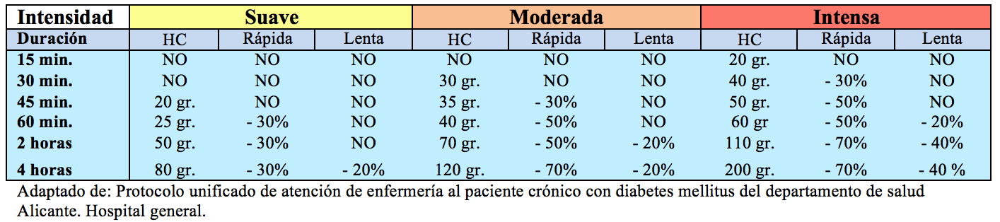 Intensidad Suave Moderada Intensa
Duración HC Rápida Lenta HC Rápida Lenta HC Rápida Lenta
15 min. NO NO NO NO NO NO 20 gr. NO NO
30 min. NO NO NO 30 gr. NO NO 40 gr. - 30% NO
45 min. 20 gr. NO NO 35 gr. - 30% NO 50 gr. - 50% NO
60 min. 25 gr. - 30% NO 40 gr. - 50% NO 60 gr - 50% - 20%
2 horas 50 gr. - 30% NO 70 gr. - 50% - 20% 110 gr. - 70% - 40%
4 horas 80 gr. - 30% - 20% 120 gr. - 70% - 20% 200 gr. - 70% - 40 %
Adaptado de: Protocolo unificado de atención de enfermería al paciente crónico con diabetes mellitus del departamento de salud
Alicante. Hospital general.